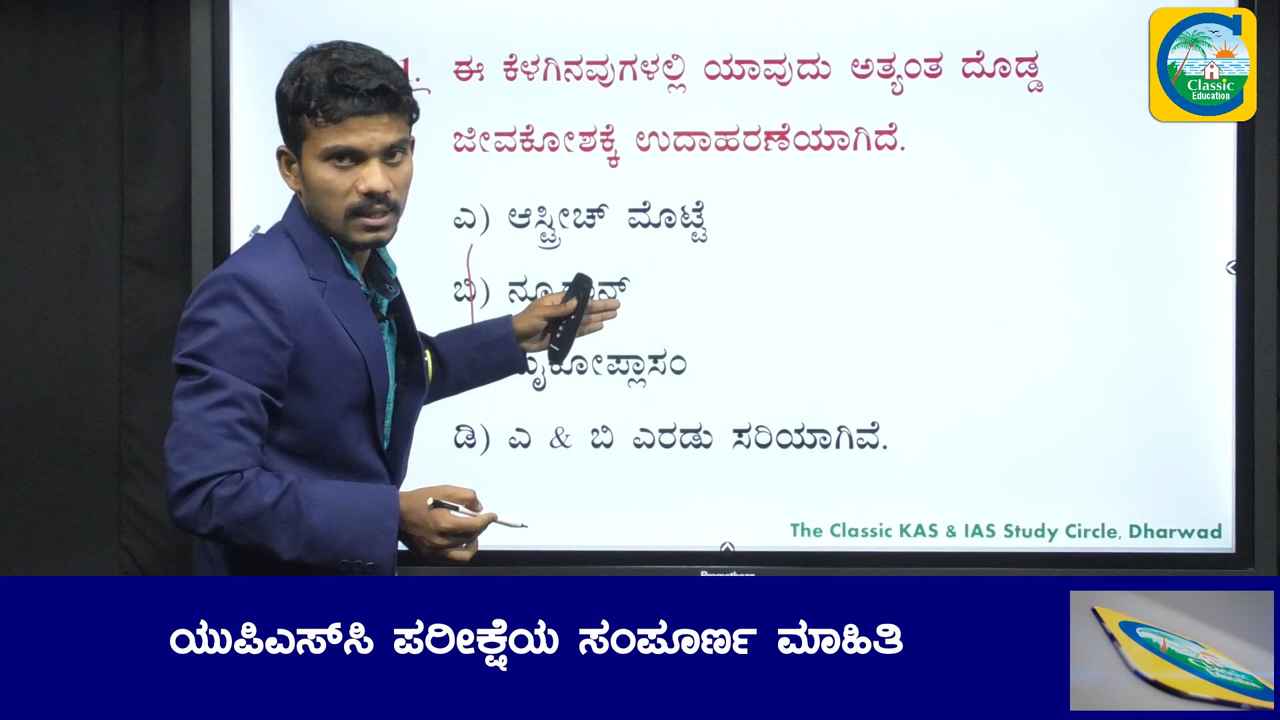 1. ಈ ಕೆಳಗಿನವುಗಳಲ್ಲಿ ಯಾವುದು ಅತ್ಯಂತ ದೊಡ್ಡ
ಜೀವಕೋಶಕ್ಕೆ ಉದಾಹರಣೆಯಾಗಿದೆ.
ಎ) ಆಸ್ಟ್ರೀಚ್ ಮೊಟ್ಟೆ
ಬಿ)
ಡಿ) ಎ & ಬಿ ಎರಡು ಸರಿಯಾಗಿವೆ.
The Classic KAS & IAS Study Circle, Dharwad
Classic
Education
ಯುಪಿಎಸ್‌ಸಿ ಪರೀಕ್ಷೆಯ ಸಂಪೂರ್ಣ ಮಾಹಿತಿ